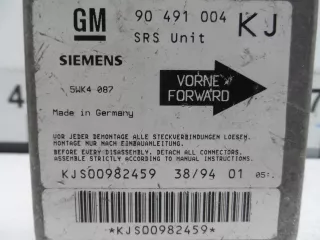 GM 90 491 004 KJ
SRS Unit
SIEMENS
5WK4 087
VORNE
FORWARD
Made in Germany
VOR JEDER DEMONTAGE ALLE STECKVERBINDUNGEN LOESEN.
MONTAGE NUR NACH EINBAUANLEITUNG.
BEFORE EVERY DISASSEMBLY, DETACH ALL CONNECTORS,
ASSEMBLE STRICTLY ACCORDING TO MANUAL INSTRUCTIONS.
KJS00982459 38/94 01
*KJS00982459*